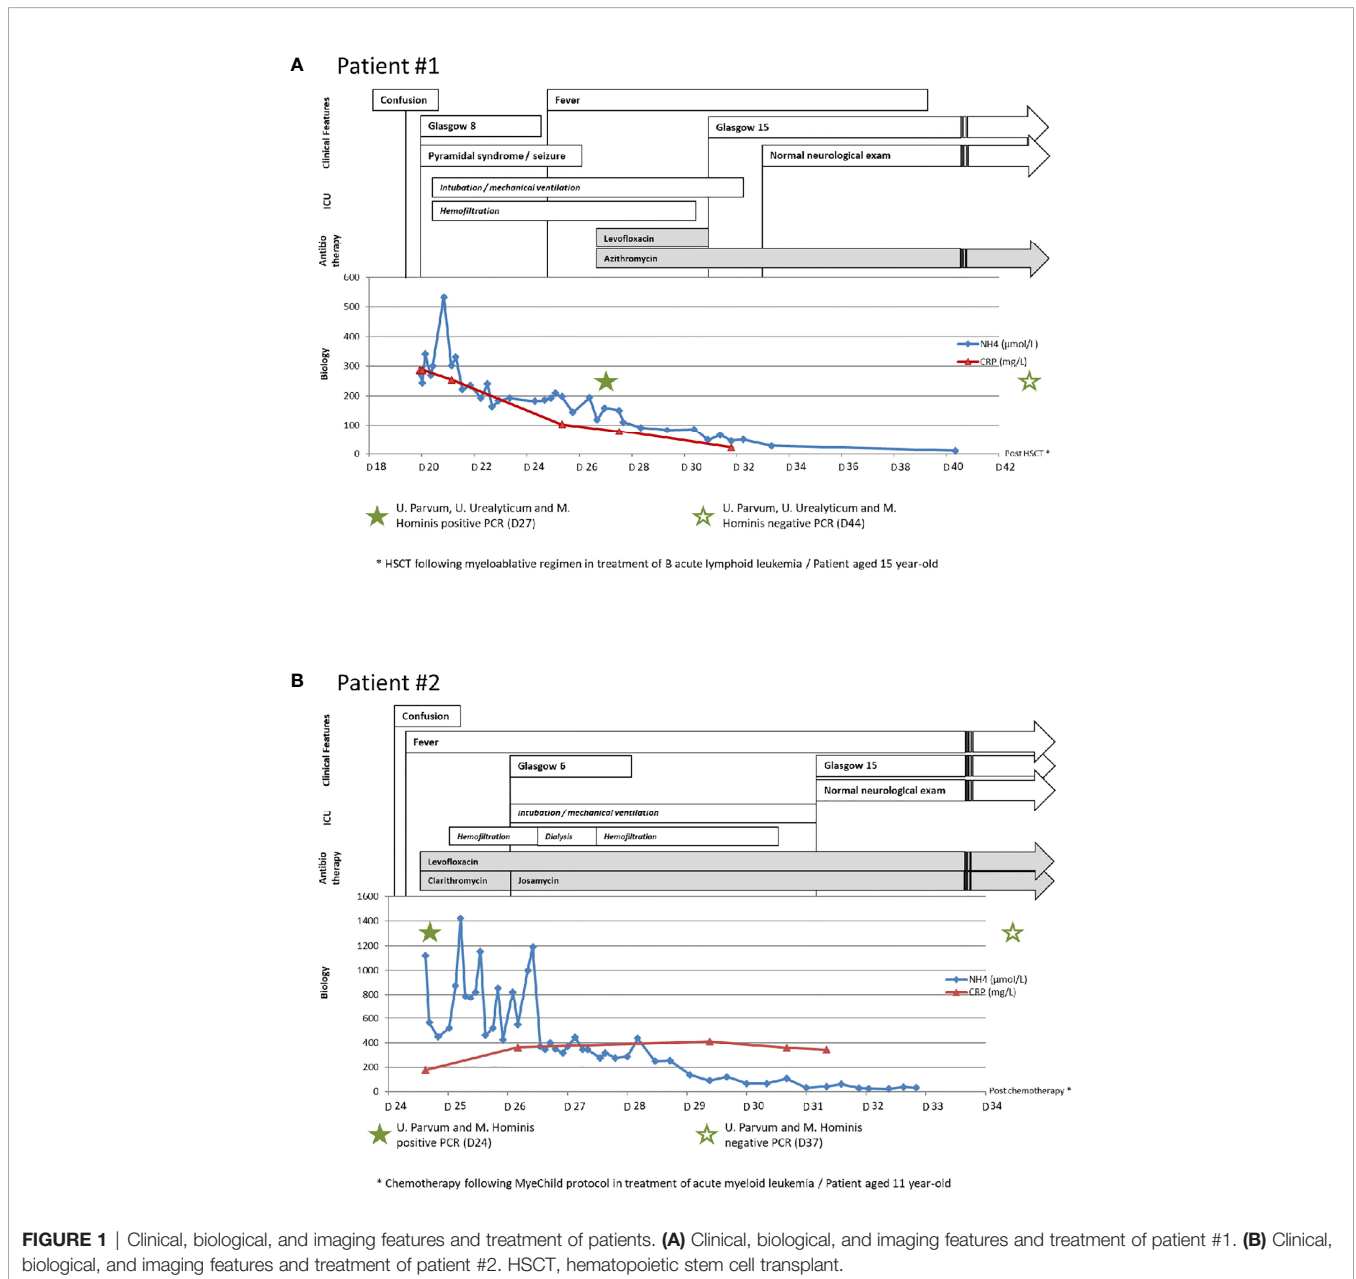 A Patient #1
Clinical Features
Confusion
Fever
Glasgow 8
Glasgow 15
Pyramidal syndrome / seizure
Normal neurological exam
ICU
Intubation / mechanical ventilation
Hemofiltration
Antibio
therapy
Levofloxacin
Azithromycin
Biology
600
500
400
300
200
100
0
NH4 (µmol/L)
CRP (mg/L)
D 18 D 20 D 22 D 24 D 26 D 28 D 30 D 32 D 34 D 36 D 38 D 40 D 42
Post HSCT *
U. Parvum, U. Urealyticum and M.
Hominis positive PCR (D27)
U. Parvum, U. Urealyticum and M.
Hominis negative PCR (D44)
* HSCT following myeloablative regimen in treatment of B acute lymphoid leukemia / Patient aged 15 year-old
B Patient #2
Clinical Features
Confusion
Fever
Glasgow 6
Glasgow 15
Normal neurological exam
ICU
Intubation / mechanical ventilation
Hemofiltration Dialysis Hemofiltration
Antibio
therapy
Levofloxacin
Clarithromycin Josamycin
Biology
1600
1400
1200
1000
800
600
400
200
0
NH4 (µmol/L)
CRP (mg/L)
D 24 D 25 D 26 D 27 D 28 D 29 D 30 D 31 D 32 D 33 D 34
Post chemotherapy *
U. Parvum and M. Hominis
positive PCR (D24)
U. Parvum and M. Hominis
negative PCR (D37)
* Chemotherapy following MyeChild protocol in treatment of acute myeloid leukemia / Patient aged 11 year-old
FIGURE 1 | Clinical, biological, and imaging features and treatment of patients. (A) Clinical, biological, and imaging features and treatment of patient #1. (B) Clinical,
biological, and imaging features and treatment of patient #2. HSCT, hematopoietic stem cell transplant.